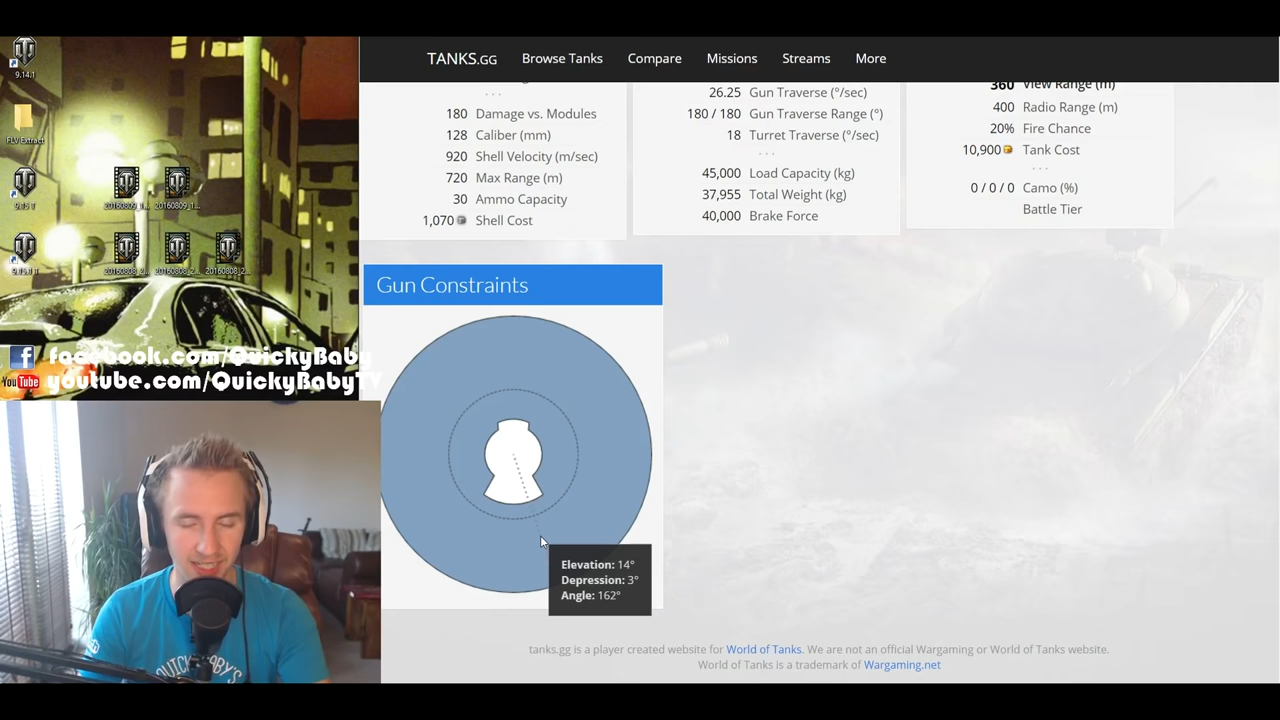 TANKS.GG Browse Tanks Compare Missions Streams More
9.14.1
FLV Extract
9.15 T
9.15.1 T
facebook.com/QuickyBaby
youtube.com/QuickyBabyTV
180 Damage vs. Modules
128 Caliber (mm)
920 Shell Velocity (m/sec)
720 Max Range (m)
30 Ammo Capacity
1,070 Shell Cost
26.25 Gun Traverse (°/sec)
180 / 180 Gun Traverse Range (°)
18 Turret Traverse (°/sec)
45,000 Load Capacity (kg)
37,955 Total Weight (kg)
40,000 Brake Force
360 View Range (m)
400 Radio Range (m)
20% Fire Chance
10,900 Tank Cost
0 / 0 / 0 Camo (%)
Battle Tier
Gun Constraints
Elevation: 14°
Depression: 3°
Angle: 162°
tanks.gg is a player created website for World of Tanks. We are not an official Wargaming or World of Tanks website.
World of Tanks is a trademark of Wargaming.net